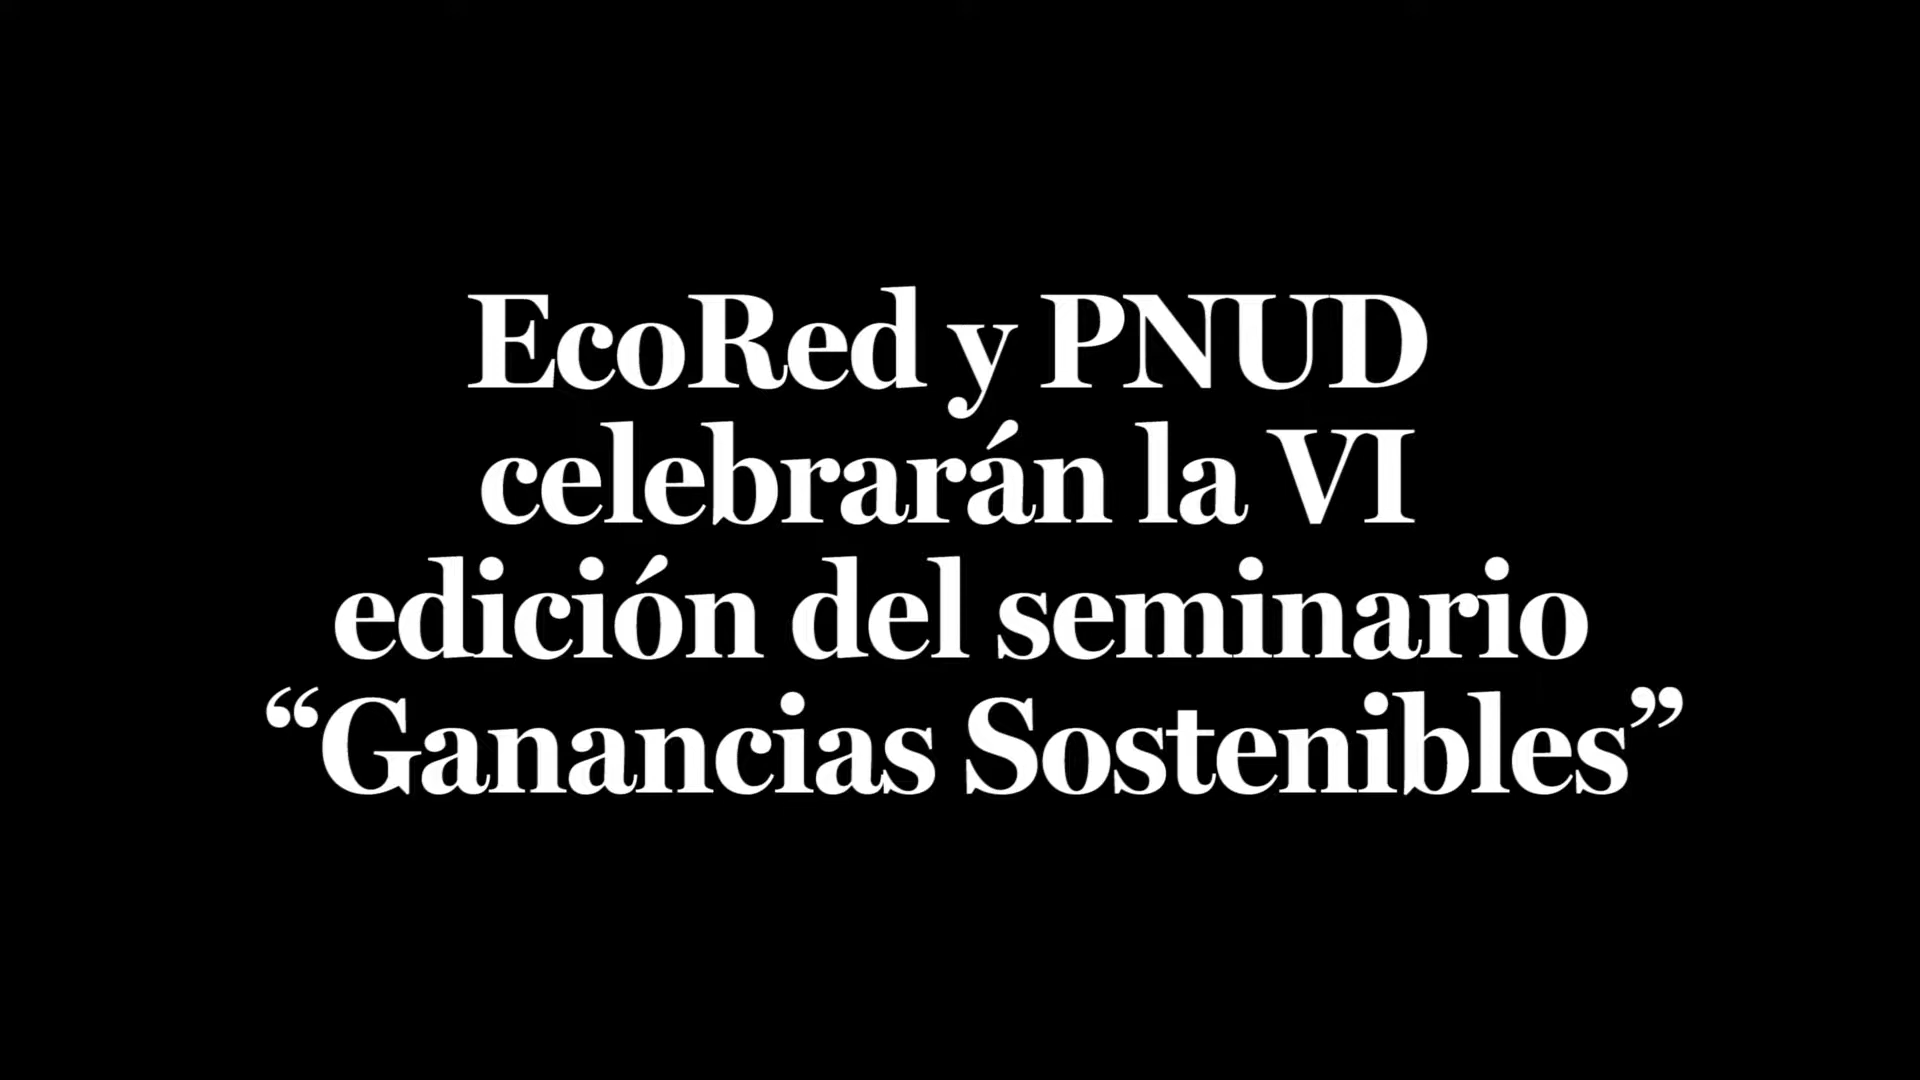 EcoRed y PNUD
celebrarán la VI
edición del seminario
“Ganancias Sostenibles”